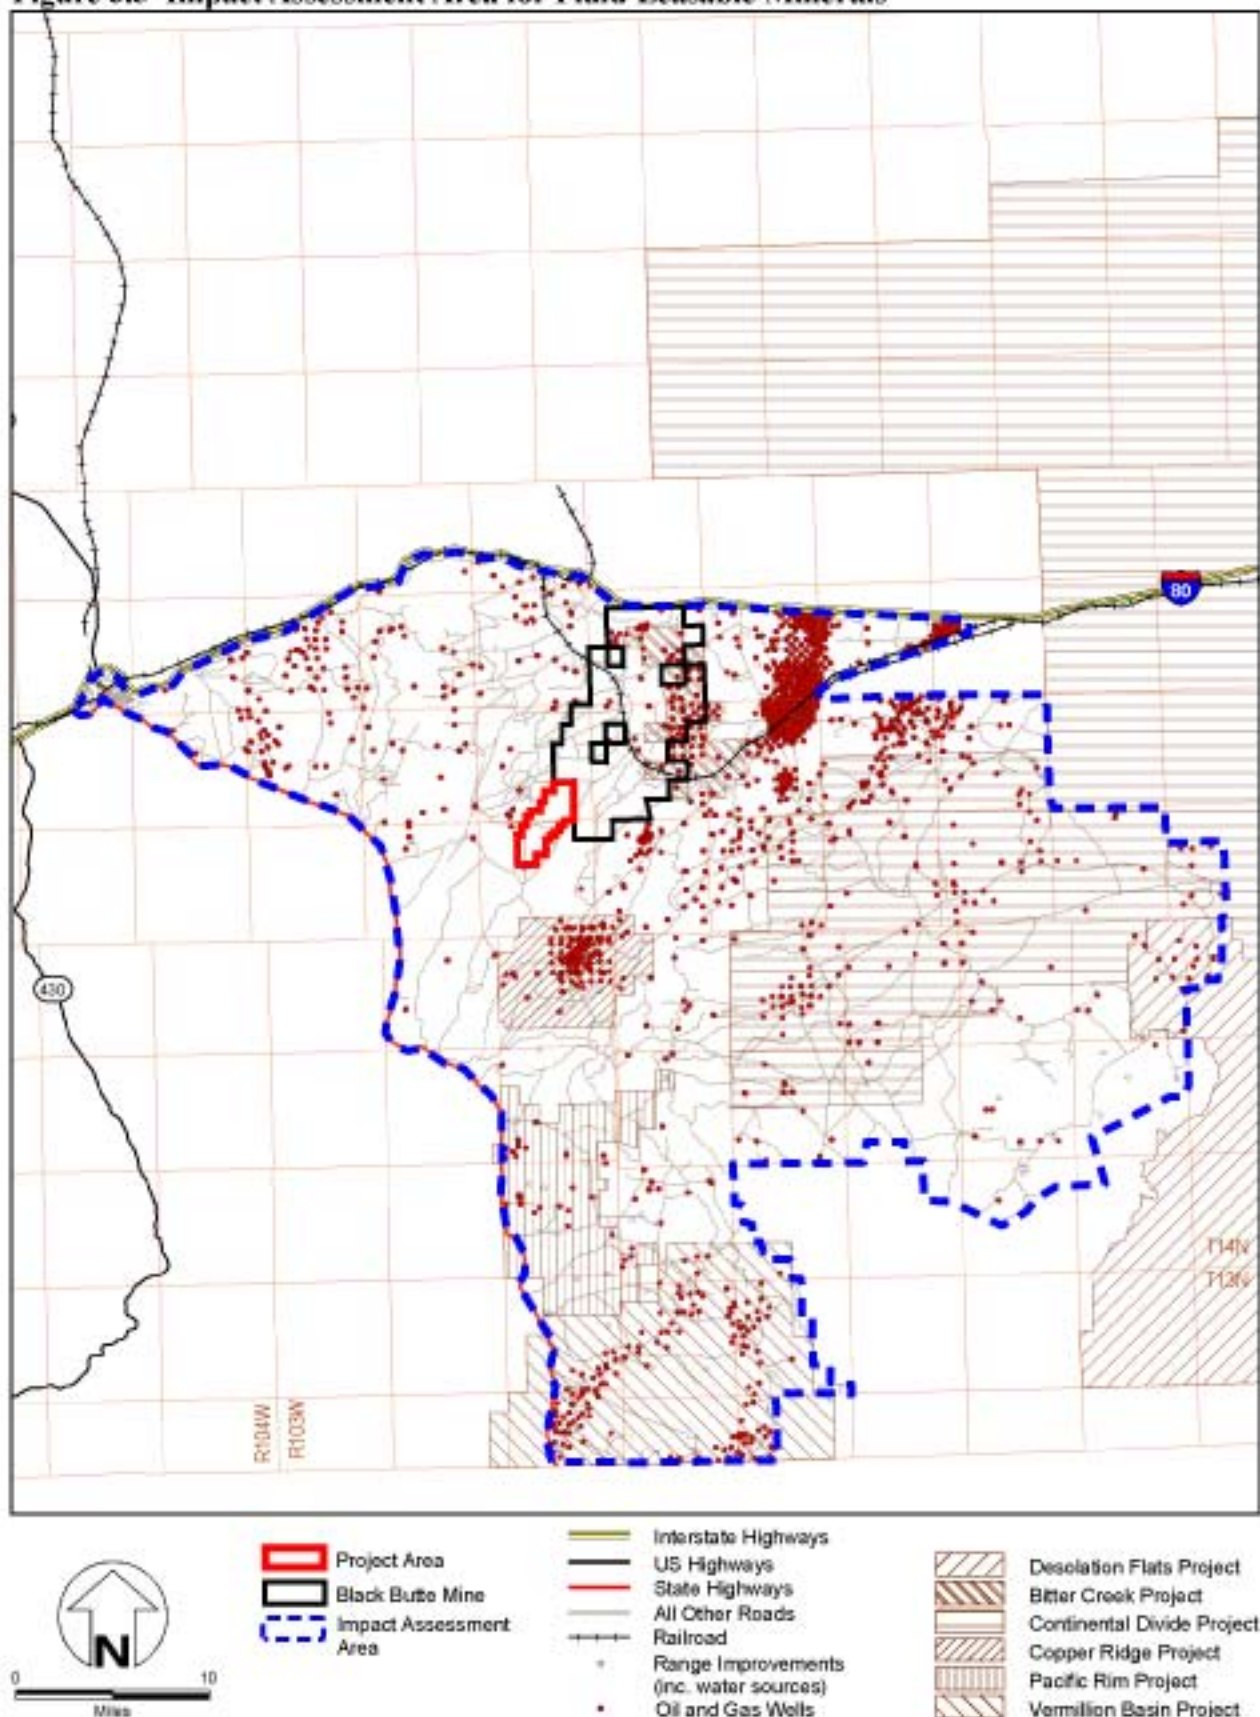 Figure 3.3 Impact Assessment Area for Fluid Leasable Minerals
80
430
T14N
T13N
R104W
R103W
N
0
10
Miles
Project Area
Black Butte Mine
Impact Assessment
Area
Interstate Highways
US Highways
State Highways
All Other Roads
Railroad
Range Improvements
(inc. water sources)
Oil and Gas Wells
Desolation Flats Project
Bitter Creek Project
Continental Divide Project
Copper Ridge Project
Pacific Rim Project
Vermillion Basin Project